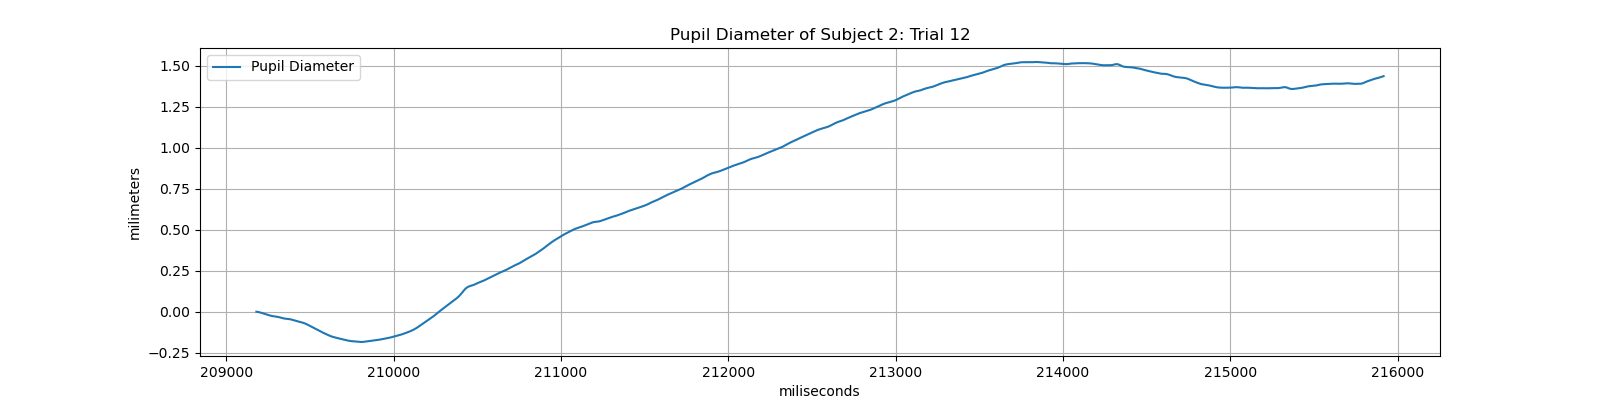 Pupil Diameter of Subject 2: Trial 12
Pupil Diameter
milimeters
1.50
1.25
1.00
0.75
0.50
0.25
0.00
−0.25
209000 210000 211000 212000 213000 214000 215000 216000
miliseconds